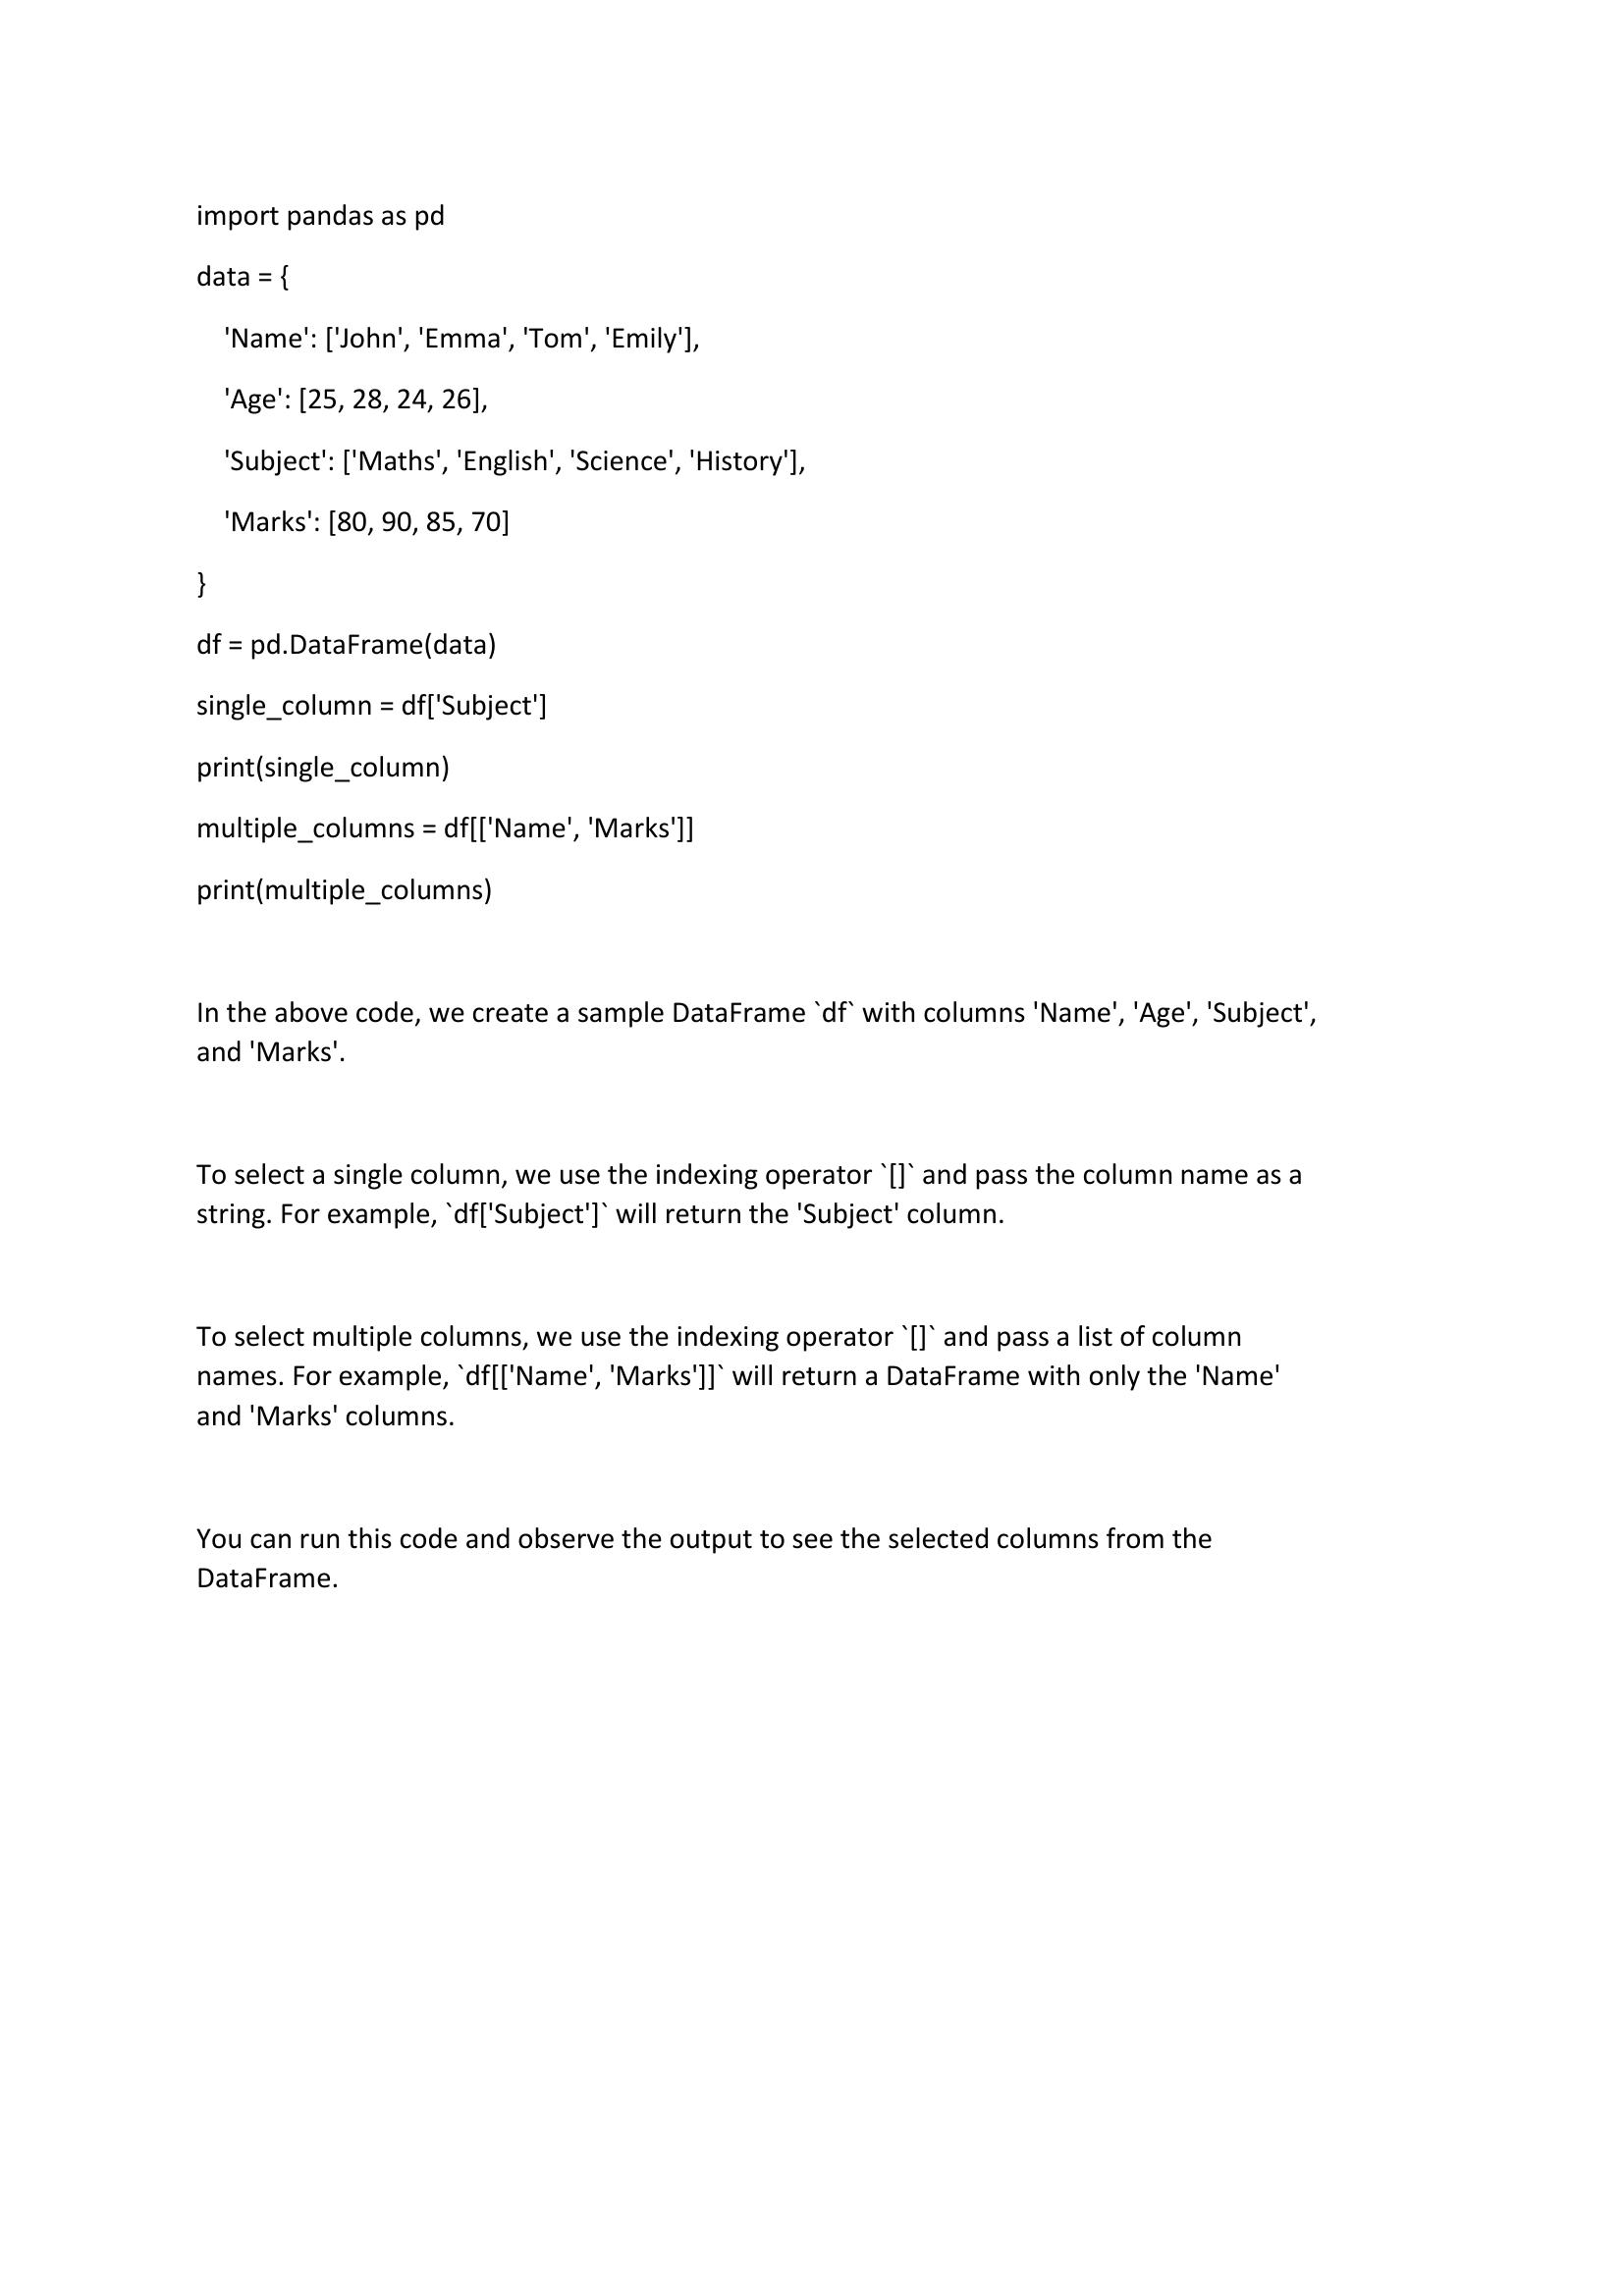 import pandas as pd
data = {
    'Name': ['John', 'Emma', 'Tom', 'Emily'],
    'Age': [25, 28, 24, 26],
    'Subject': ['Maths', 'English', 'Science', 'History'],
    'Marks': [80, 90, 85, 70]
}
df = pd.DataFrame(data)
single_column = df['Subject']
print(single_column)
multiple_columns = df[['Name', 'Marks']]
print(multiple_columns)
In the above code, we create a sample DataFrame `df` with columns 'Name', 'Age', 'Subject',
and 'Marks'.
To select a single column, we use the indexing operator `[]` and pass the column name as a
string. For example, `df['Subject']` will return the 'Subject' column.
To select multiple columns, we use the indexing operator `[]` and pass a list of column
names. For example, `df[['Name', 'Marks']]` will return a DataFrame with only the 'Name'
and 'Marks' columns.
You can run this code and observe the output to see the selected columns from the
DataFrame.